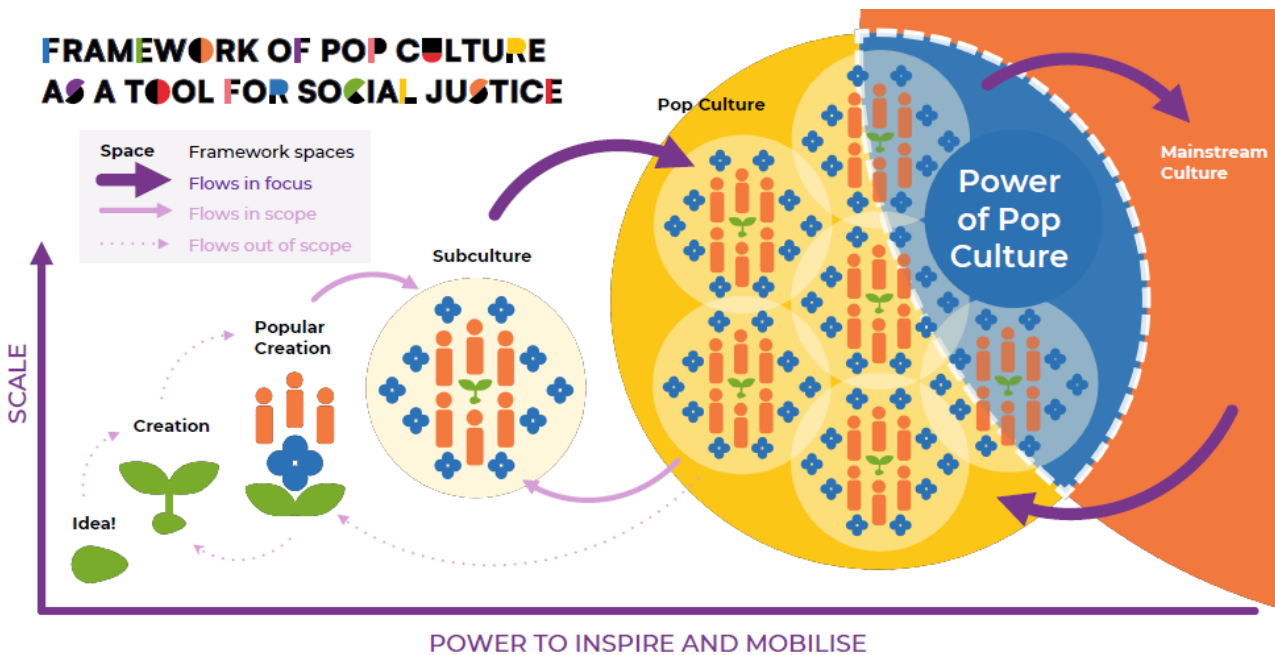 FRAMEWORK OF POP CULTURE
AS A TOOL FOR SOCIAL JUSTICE
Space Framework spaces
Flows in focus
Flows in scope
Flows out of scope
Pop Culture
Mainstream
Culture
Power
of Pop
Culture
Subculture
Popular
Creation
Creation
Idea!
SCALE
POWER TO INSPIRE AND MOBILISE